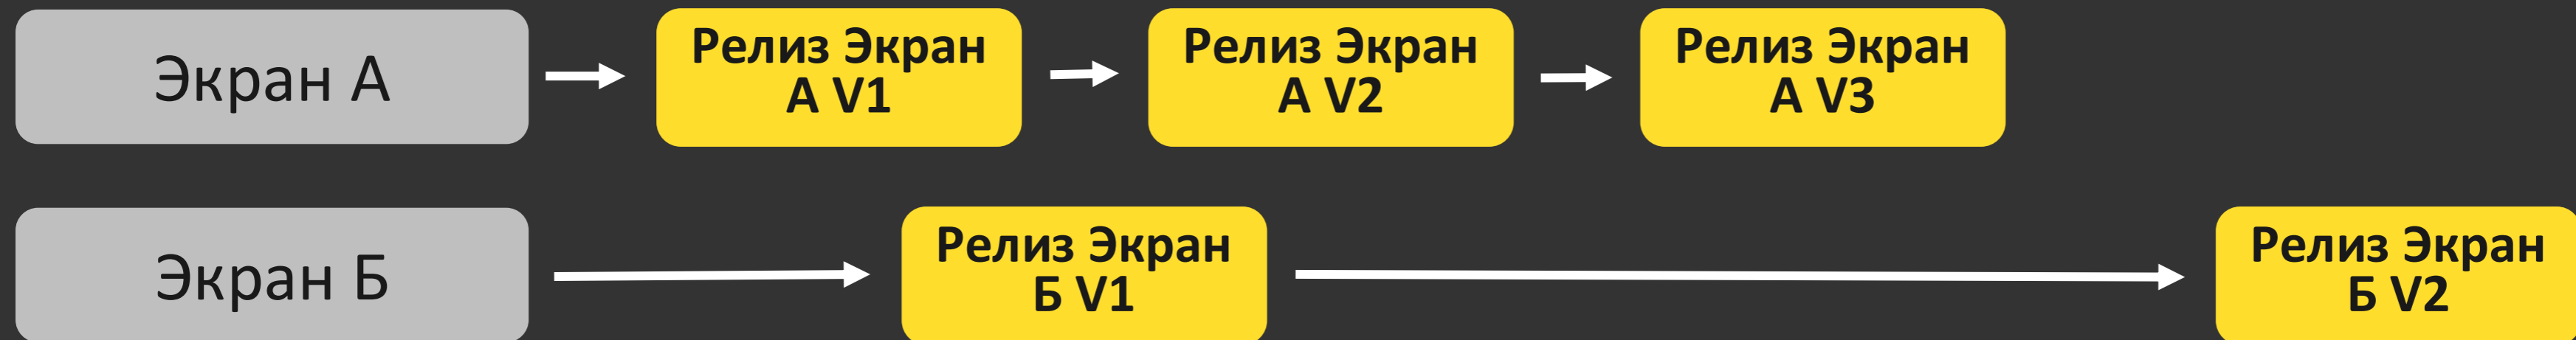 Экран А
Релиз Экран
А V1
Релиз Экран
А V2
Релиз Экран
А V3
Экран Б
Релиз Экран
Б V1
Релиз Экран
Б V2